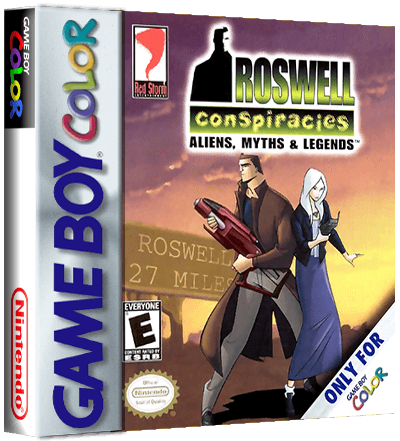 GAME BOY
COLOR
Nintendo
GAME BOY COLOR
Red Storm
ENTERTAINMENT
ROSWELL
CONSPIRACIES
ALIENS, MYTHS & LEGENDS™
ROSWELL
27 MILES
EVERYONE
E
CONTENT RATED BY
ESRB
Official
Nintendo
Seal of Quality
ONLY FOR
GAME BOY
COLOR